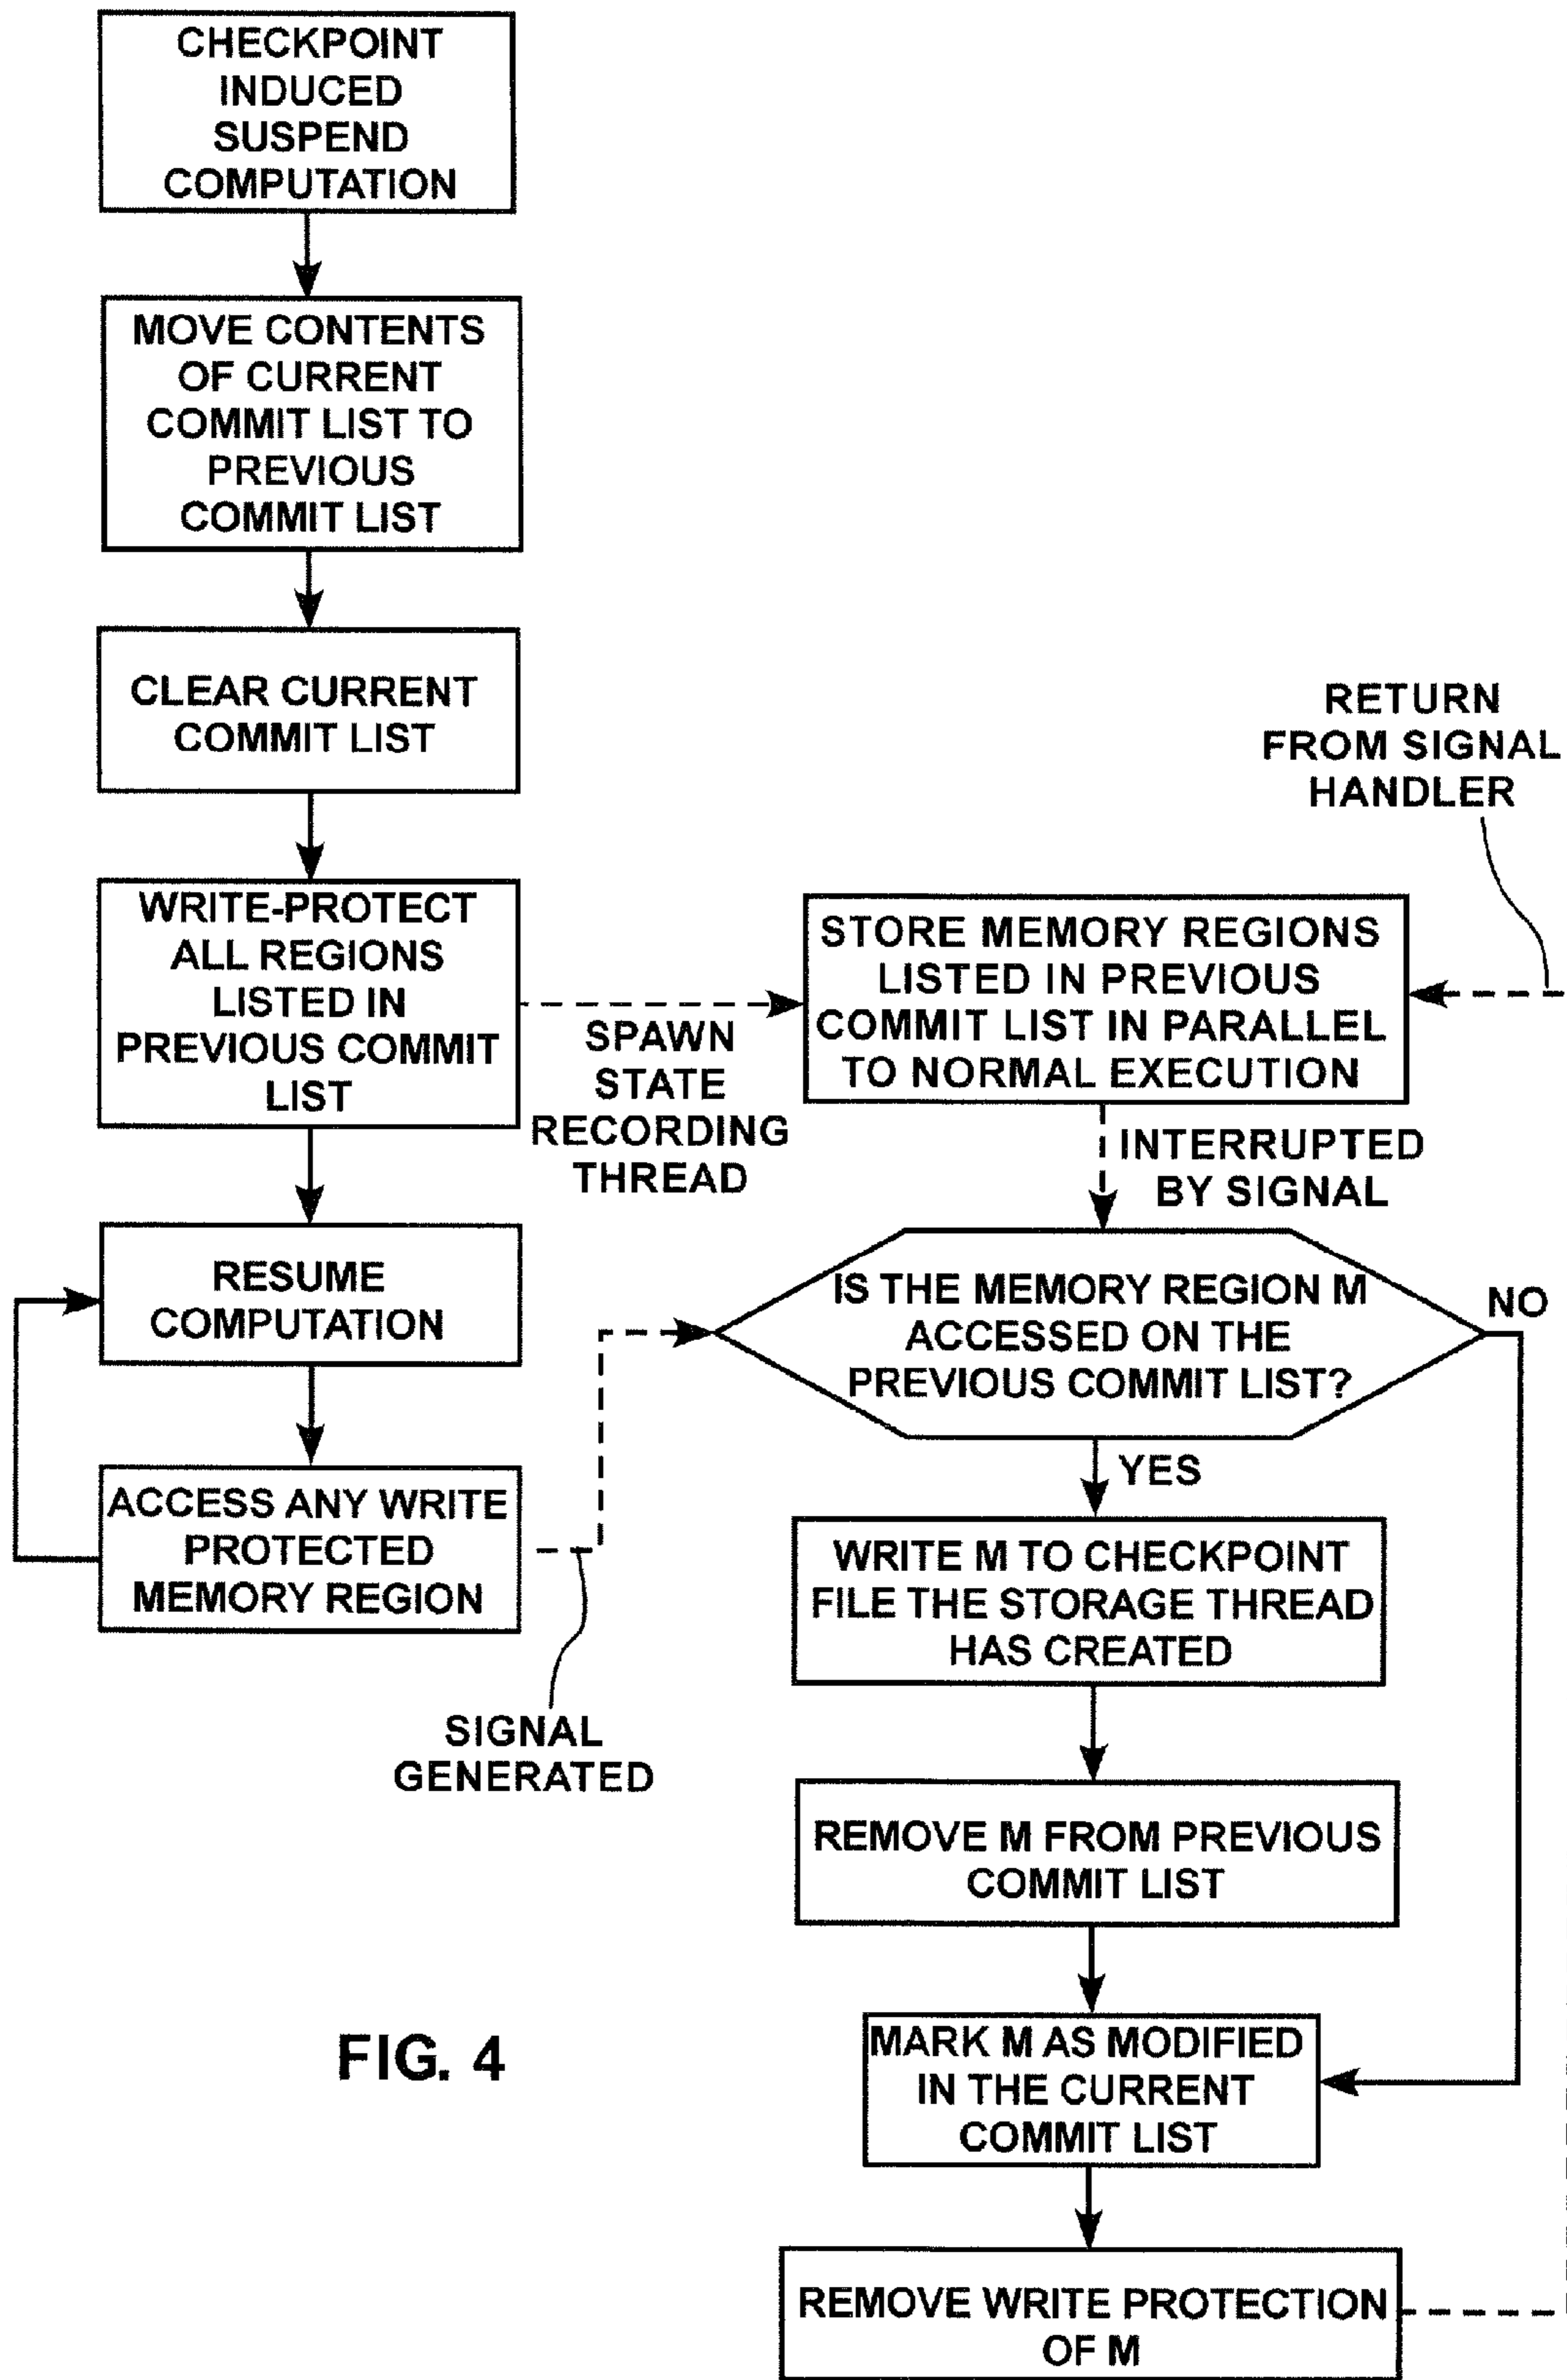 CHECKPOINT
INDUCED
SUSPEND
COMPUTATION
MOVE CONTENTS
OF CURRENT
COMMIT LIST TO
PREVIOUS
COMMIT LIST
CLEAR CURRENT
COMMIT LIST
WRITE-PROTECT
ALL REGIONS
LISTED IN
PREVIOUS COMMIT
LIST
SPAWN
STATE
RECORDING
THREAD
RESUME
COMPUTATION
ACCESS ANY WRITE
PROTECTED
MEMORY REGION
SIGNAL
GENERATED
RETURN
FROM SIGNAL
HANDLER
STORE MEMORY REGIONS
LISTED IN PREVIOUS
COMMIT LIST IN PARALLEL
TO NORMAL EXECUTION
INTERRUPTED
BY SIGNAL
IS THE MEMORY REGION M
ACCESSED ON THE
PREVIOUS COMMIT LIST?
NO
YES
WRITE M TO CHECKPOINT
FILE THE STORAGE THREAD
HAS CREATED
REMOVE M FROM PREVIOUS
COMMIT LIST
MARK M AS MODIFIED
IN THE CURRENT
COMMIT LIST
REMOVE WRITE PROTECTION
OF M
FIG. 4